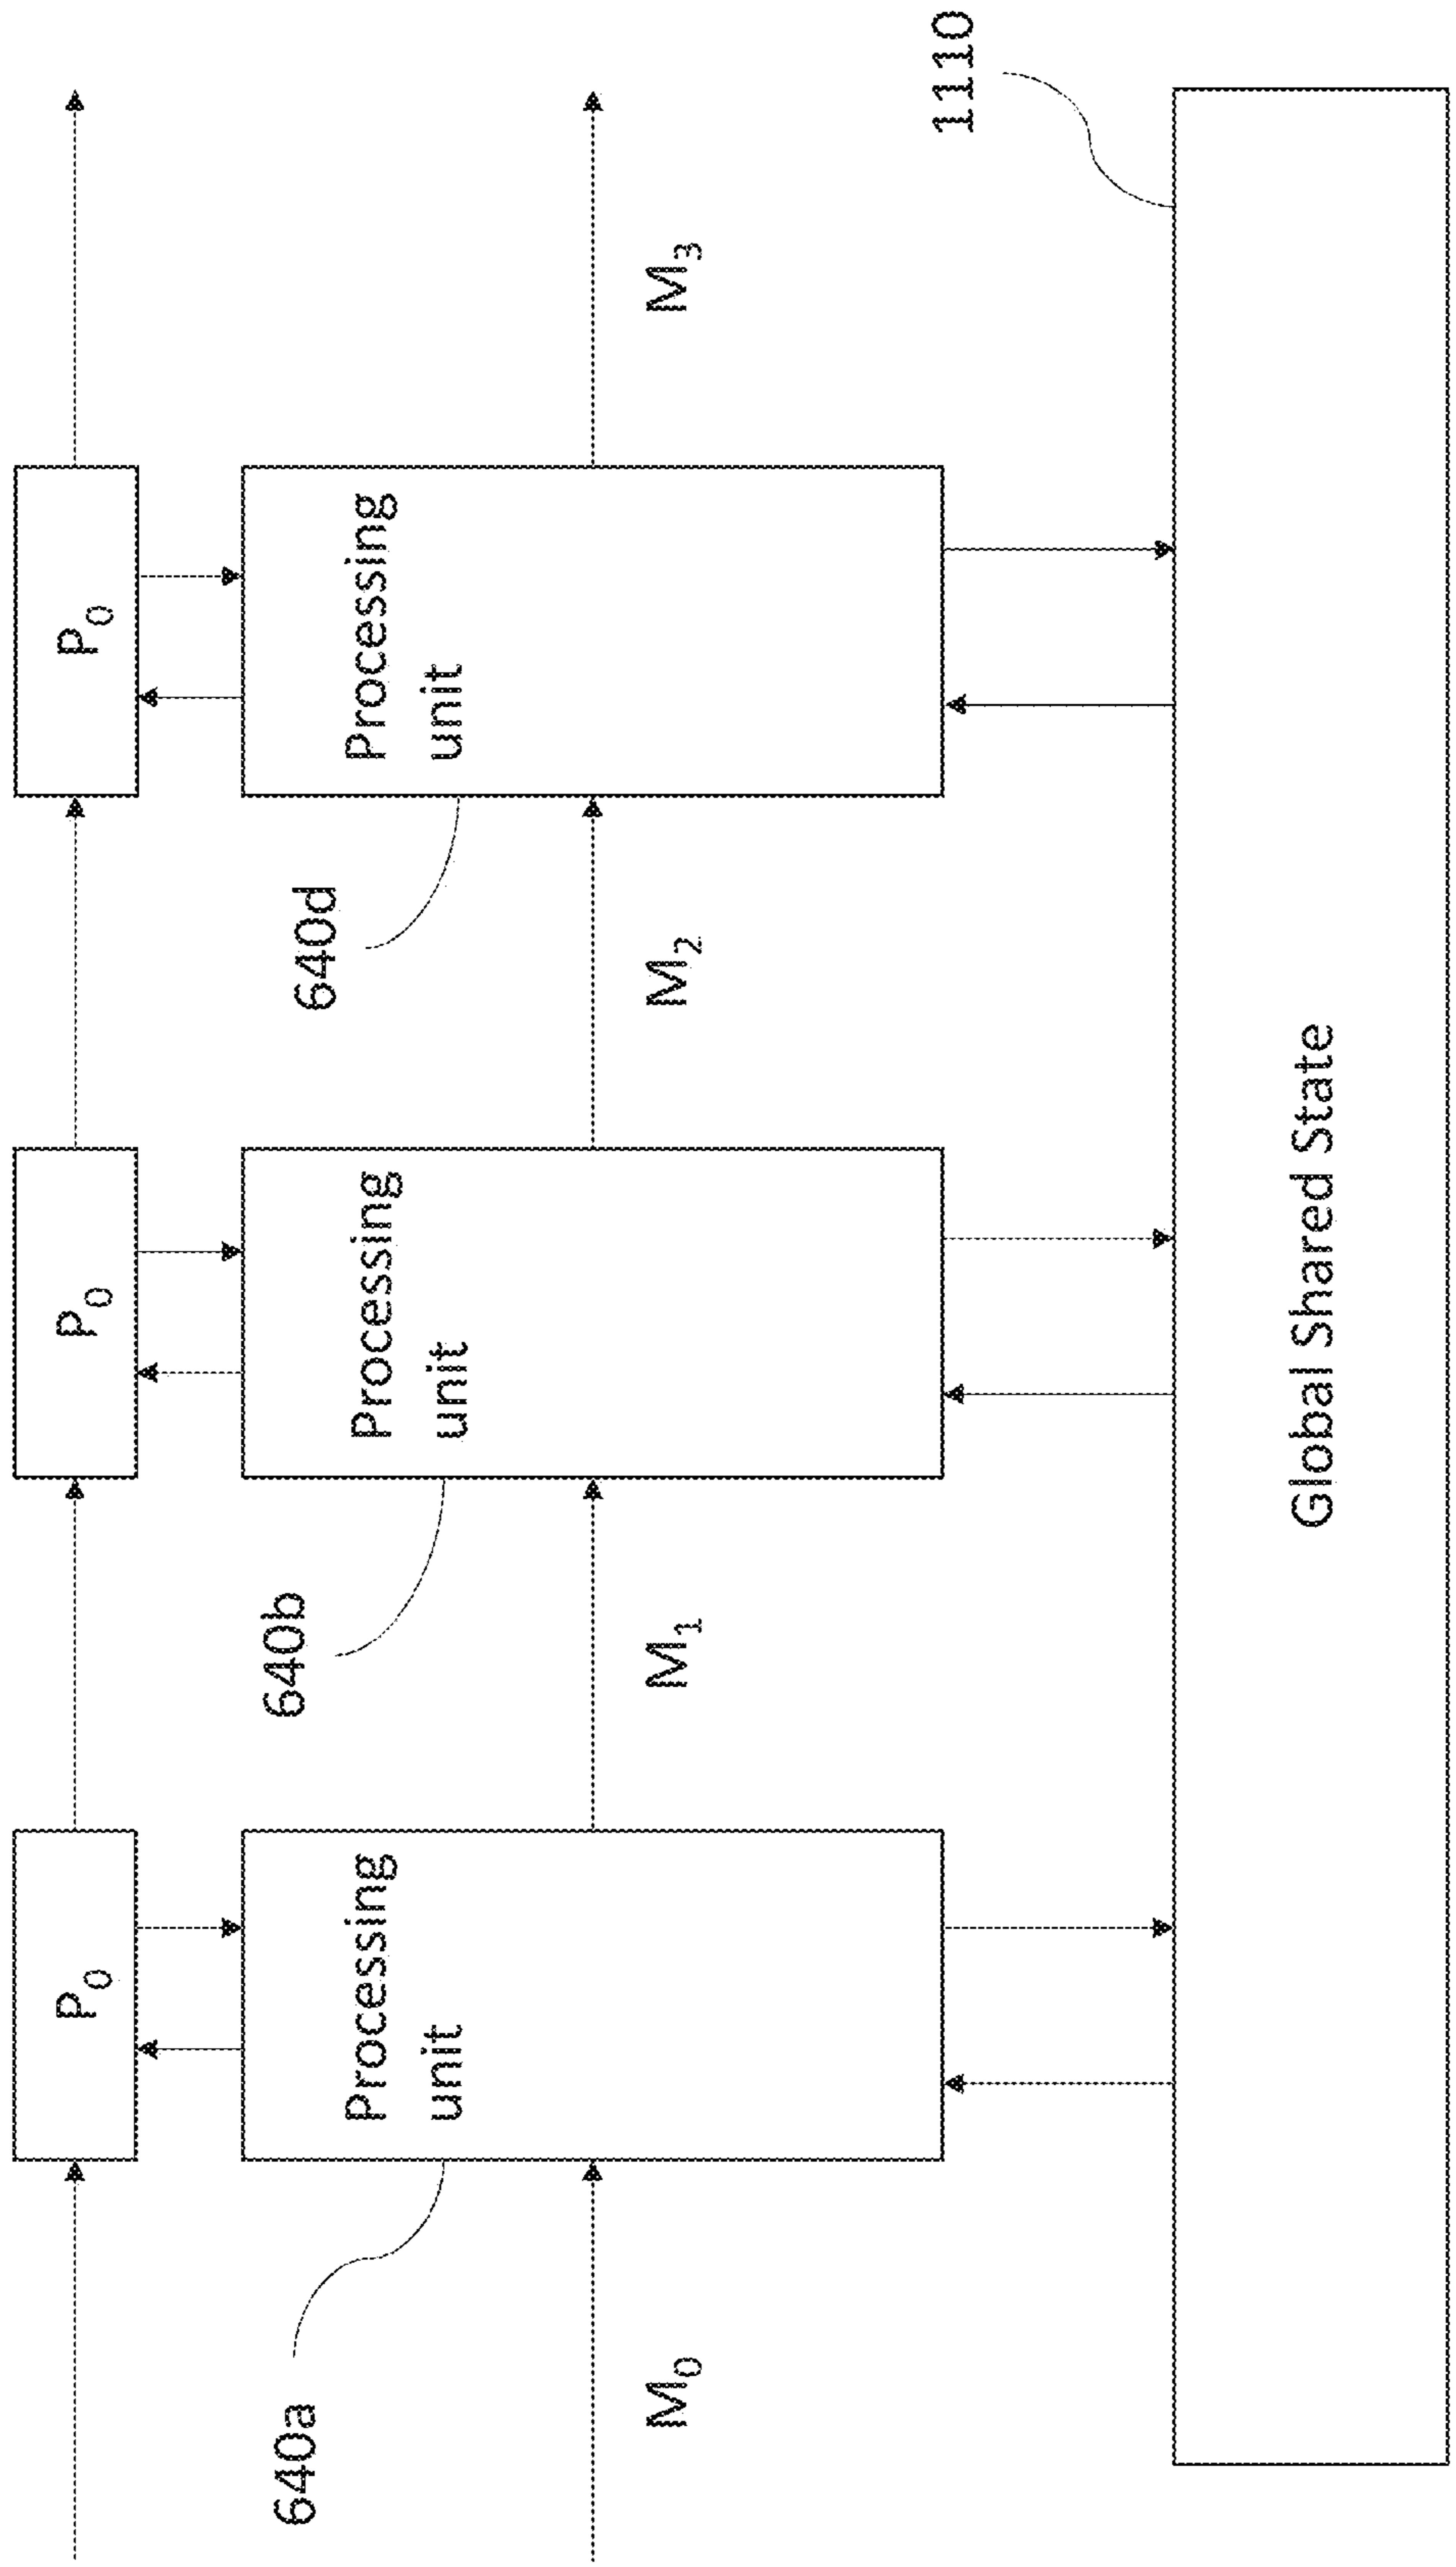 P0
P0
P0
640a
Processing
unit
640b
Processing
unit
640d
Processing
unit
M0
M1
M2
M3
1110
Global Shared State